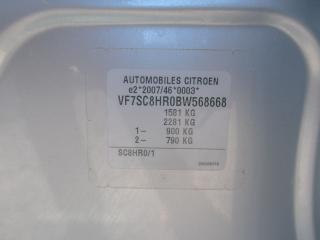 AUTOMOBILES CITROEN
e2*2007/46*0003*
VF7SC8HR0BW568668
1581 KG
2281 KG
1- 900 KG
2- 790 KG
SC8HR0/1